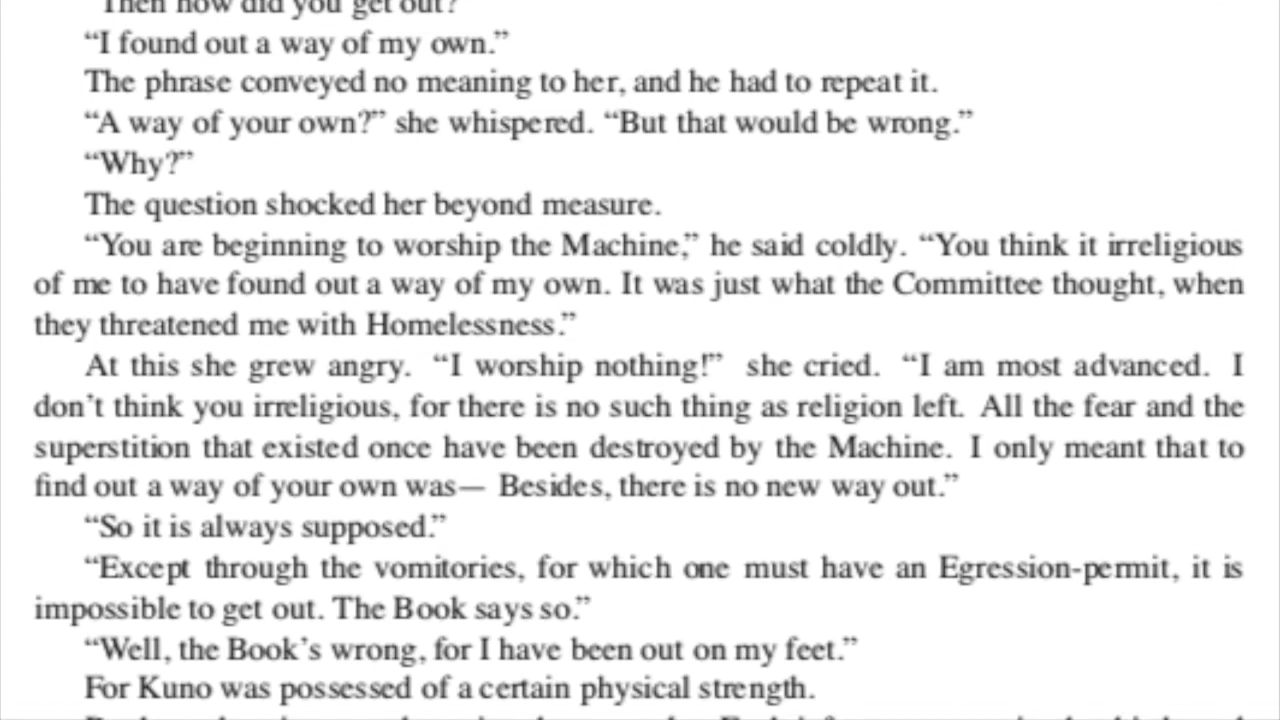 “Then how did you get out?”
“I found out a way of my own.”
The phrase conveyed no meaning to her, and he had to repeat it.
“A way of your own?” she whispered. “But that would be wrong.”
“Why?”
The question shocked her beyond measure.
“You are beginning to worship the Machine,” he said coldly. “You think it irreligious
of me to have found out a way of my own. It was just what the Committee thought, when
they threatened me with Homelessness.”
At this she grew angry. “I worship nothing!” she cried. “I am most advanced. I
don’t think you irreligious, for there is no such thing as religion left. All the fear and the
superstition that existed once have been destroyed by the Machine. I only meant that to
find out a way of your own was— Besides, there is no new way out.”
“So it is always supposed.”
“Except through the vomitories, for which one must have an Egression-permit, it is
impossible to get out. The Book says so.”
“Well, the Book’s wrong, for I have been out on my feet.”
For Kuno was possessed of a certain physical strength.